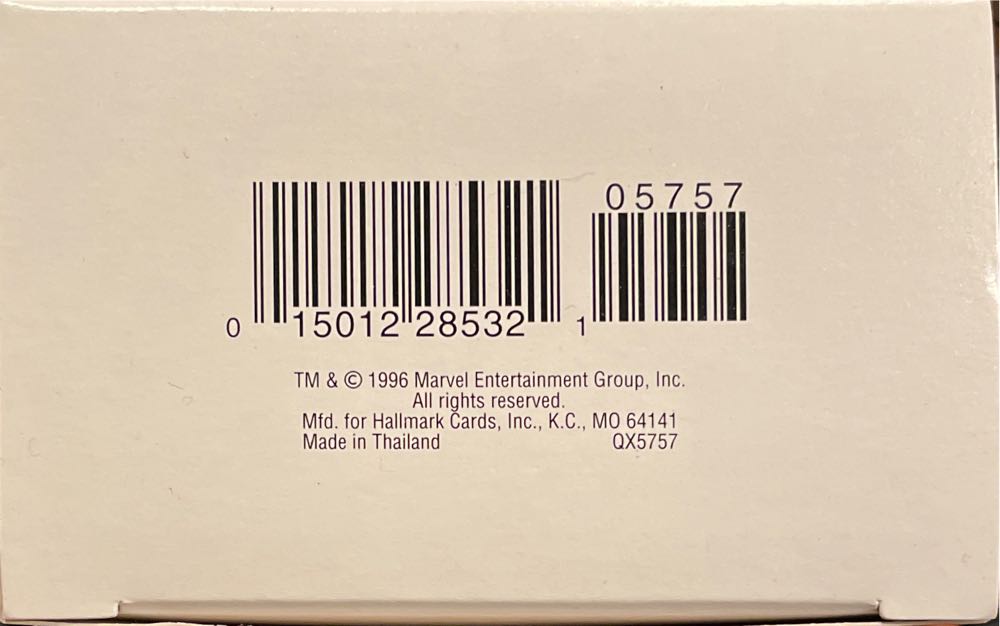 05757
0 15012 28532 1
TM & © 1996 Marvel Entertainment Group, Inc.
All rights reserved.
Mfd. for Hallmark Cards, Inc., K.C., MO 64141
Made in Thailand QX5757